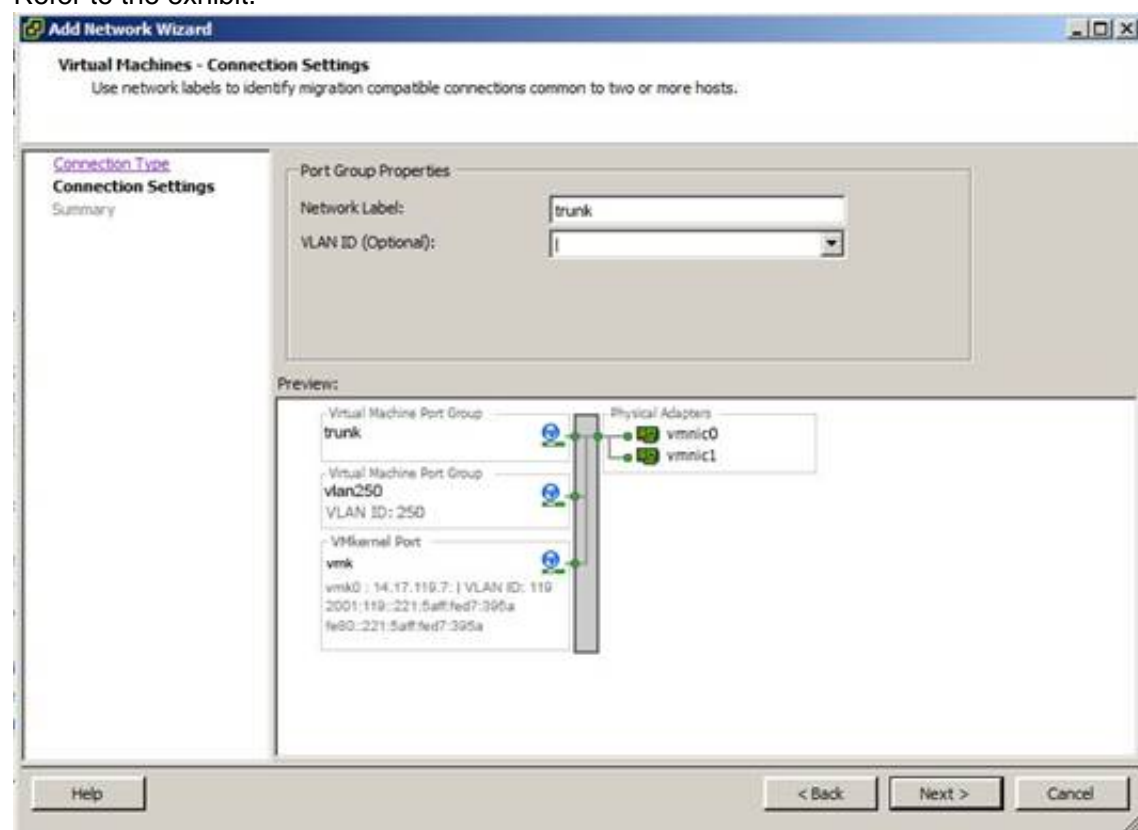 Refer to the exhibit.
Add Network Wizard
Virtual Machines - Connection Settings
Use network labels to identify migration compatible connections common to two or more hosts.
Connection Type
Connection Settings
Summary
Port Group Properties
Network Label:
trunk
VLAN ID (Optional):
Preview:
Virtual Machine Port Group
trunk
Physical Adapters
vmnic0
vmnic1
Virtual Machine Port Group
vlan250
VLAN ID: 250
VMkernel Port
vmk
vmk0 : 14.17.119.7: | VLAN ID: 119
2001:119::221:5aff:fed7:395a
fe80::221:5aff:fed7:395a
Help
< Back
Next >
Cancel